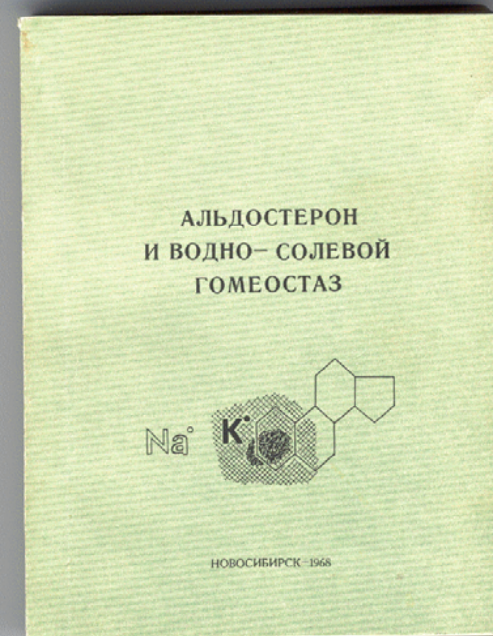 АЛЬДОСТЕРОН
И ВОДНО— СОЛЕВОЙ
ГОМЕОСТАЗ
Na°
K°
НОВОСИБИРСК—1968